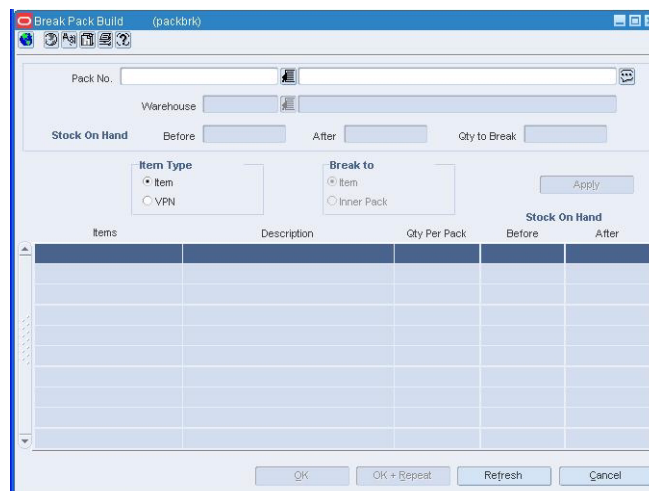 Break Pack Build (packbrk)
Pack No.
Warehouse
Stock On Hand Before After Qty to Break
Item Type Break to
Item Item Apply
VPN Inner Pack
Stock On Hand
Items Description Qty Per Pack Before After
OK OK + Repeat Refresh Cancel